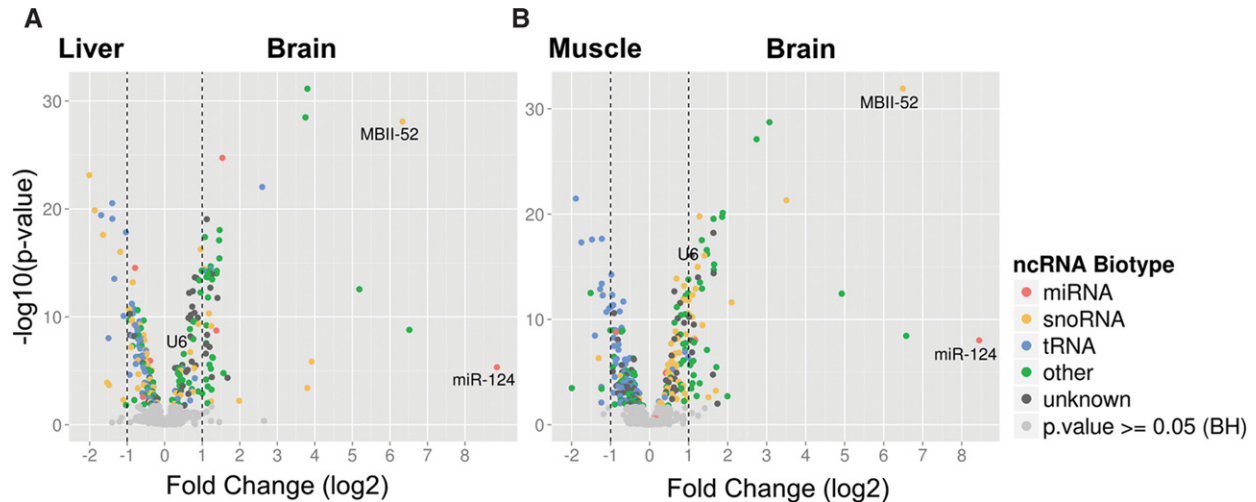 A
Liver Brain
-log10(p-value)
30
20
10
0
MBII-52
U6
miR-124
-2 -1 0 1 2 3 4 5 6 7 8
Fold Change (log2)
B
Muscle Brain
30
20
10
0
MBII-52
U6
miR-124
-2 -1 0 1 2 3 4 5 6 7 8
Fold Change (log2)
ncRNA Biotype
miRNA
snoRNA
tRNA
other
unknown
p.value >= 0.05 (BH)